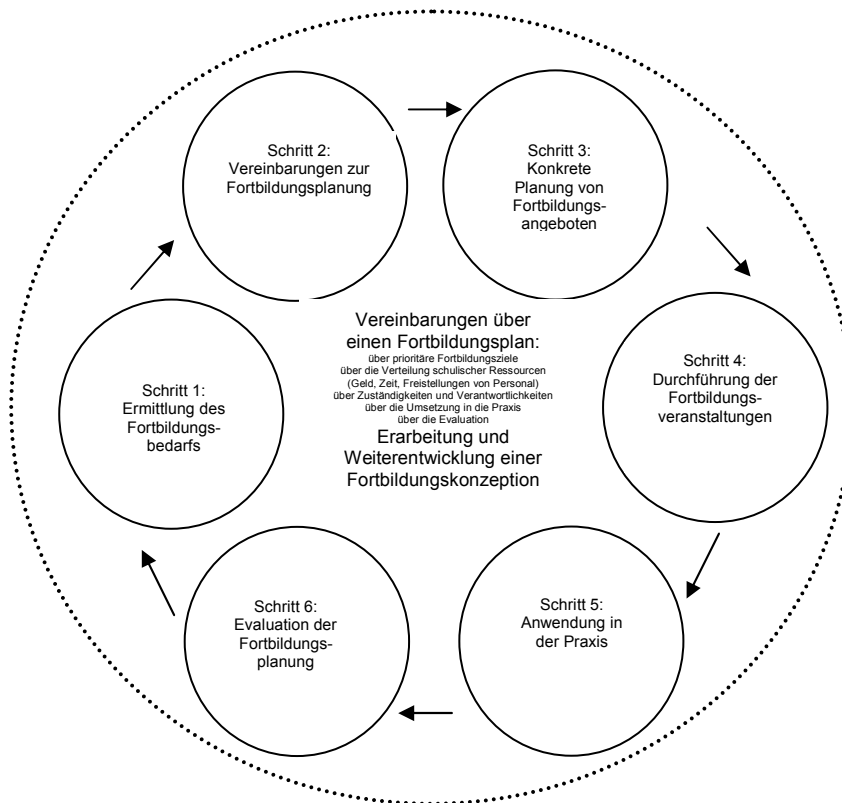 Schritt 1:
Ermittlung des
Fortbildungs-
bedarfs
Schritt 2:
Vereinbarungen zur
Fortbildungsplanung
Schritt 3:
Konkrete
Planung von
Fortbildungs-
angeboten
Schritt 4:
Durchführung der
Fortbildungs-
veranstaltungen
Schritt 5:
Anwendung in
der Praxis
Schritt 6:
Evaluation der
Fortbildungs-
planung
Vereinbarungen über
einen Fortbildungsplan:
über prioritäre Fortbildungsziele
über die Verteilung schulischer Ressourcen
(Geld, Zeit, Freistellungen von Personal)
über Zuständigkeiten und Verantwortlichkeiten
über die Umsetzung in die Praxis
über die Evaluation
Erarbeitung und
Weiterentwicklung einer
Fortbildungskonzeption